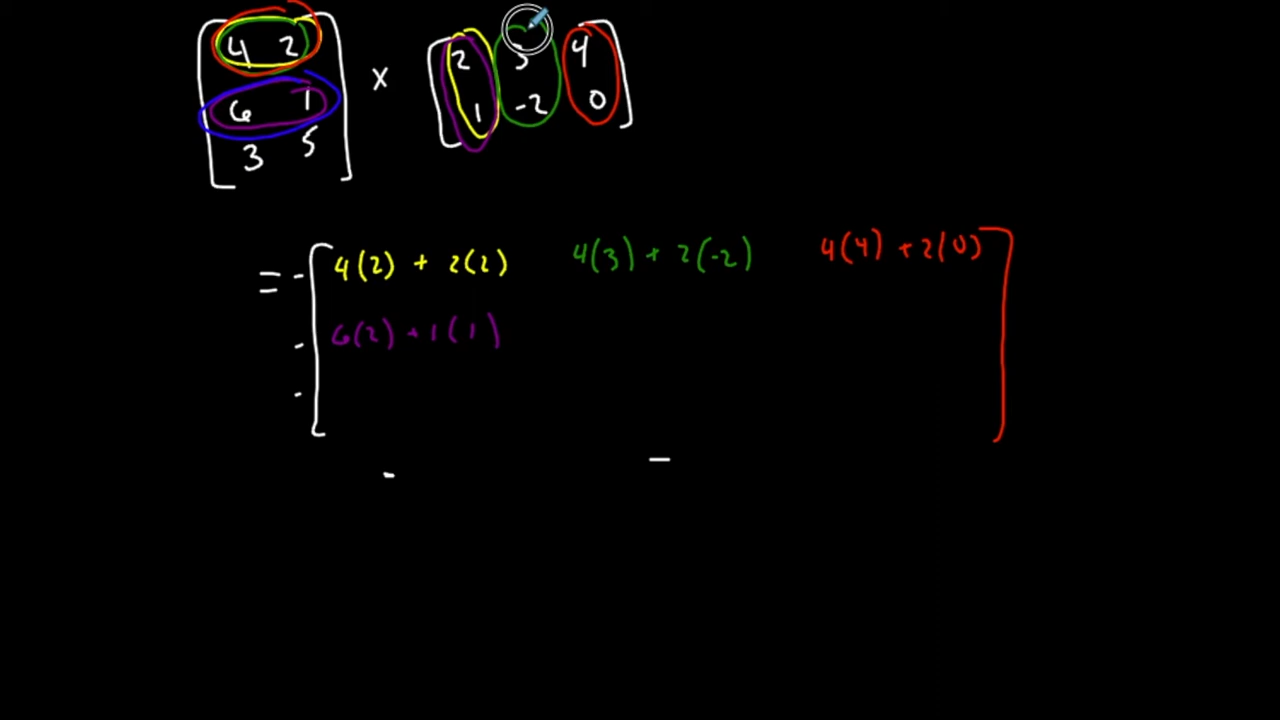 4 2 2 3 4
6 1 × 1 -2 0
3 5
= 4(2) + 2(2) 4(3) + 2(-2) 4(4) + 2(0)
6(2) + 1(1)